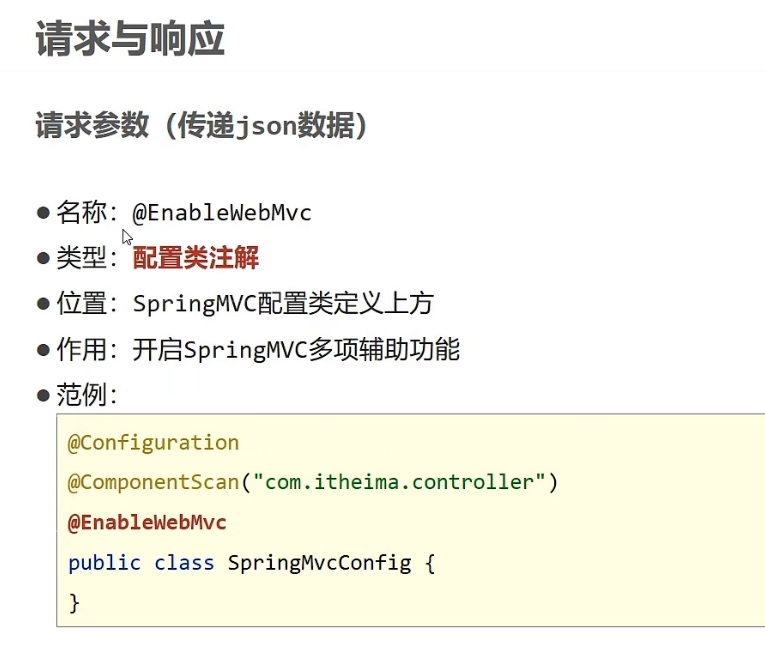 请求与响应
请求参数（传递json数据）
● 名称：@EnableWebMvc
● 类型：配置类注解
● 位置：SpringMVC配置类定义上方
● 作用：开启SpringMVC多项辅助功能
● 范例：
@Configuration
@ComponentScan("com.itheima.controller")
@EnableWebMvc
public class SpringMvcConfig {
}